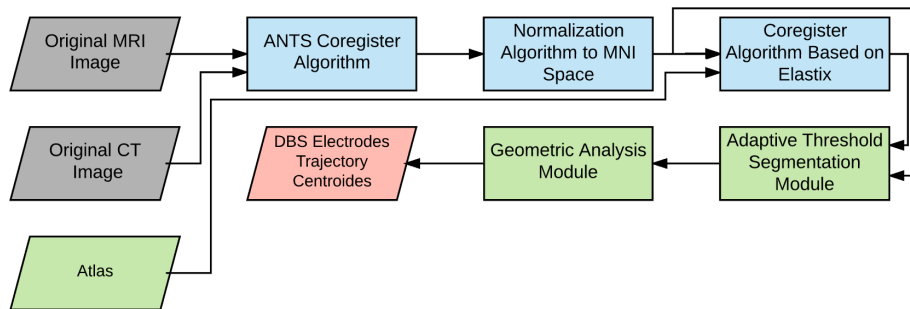 Original MRI
Image
ANTS Coregister
Algorithm
Normalization
Algorithm to MNI
Space
Coregister
Algorithm Based on
Elastix
Original CT
Image
DBS Electrodes
Trajectory
Centroides
Geometric Analysis
Module
Adaptive Threshold
Segmentation
Module
Atlas